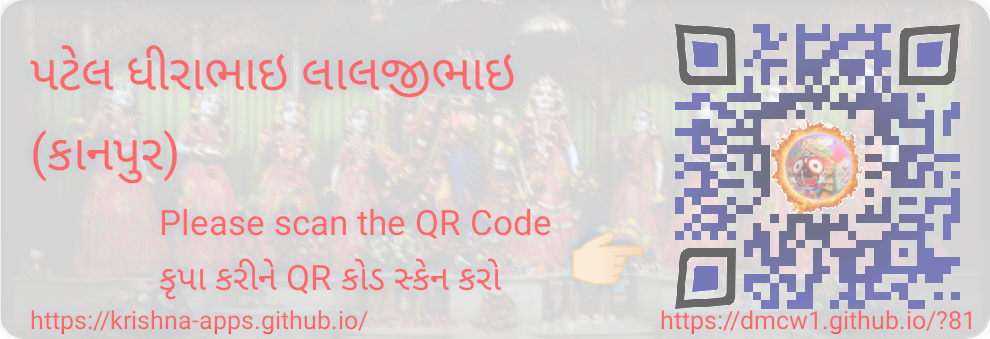 પટેલ ધીરાભાઇ લાલજીભાઇ
(કાનપુર)
Please scan the QR Code
કૃપા કરીને QR કોડ સ્કેન કરો
https://krishna-apps.github.io/
https://dmcw1.github.io/?81